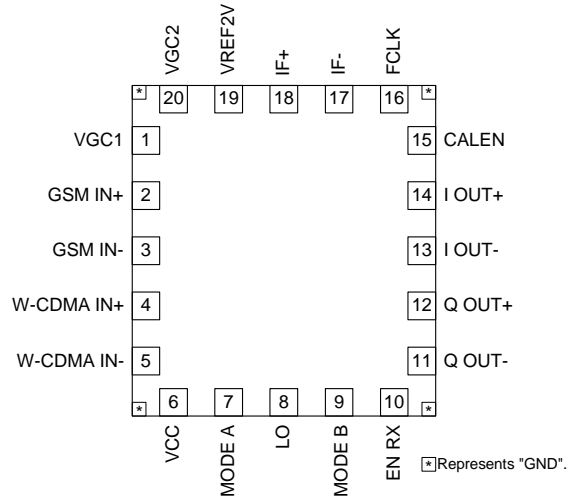 VGC2
VREF2V
IF+
IF-
FCLK
* 20 19 18 17 16 *
VGC1 1 15 CALEN
GSM IN+ 2 14 I OUT+
GSM IN- 3 13 I OUT-
W-CDMA IN+ 4 12 Q OUT+
W-CDMA IN- 5 11 Q OUT-
* 6 7 8 9 10 *
VCC
MODE A
LO
MODE B
EN RX
* Represents "GND".